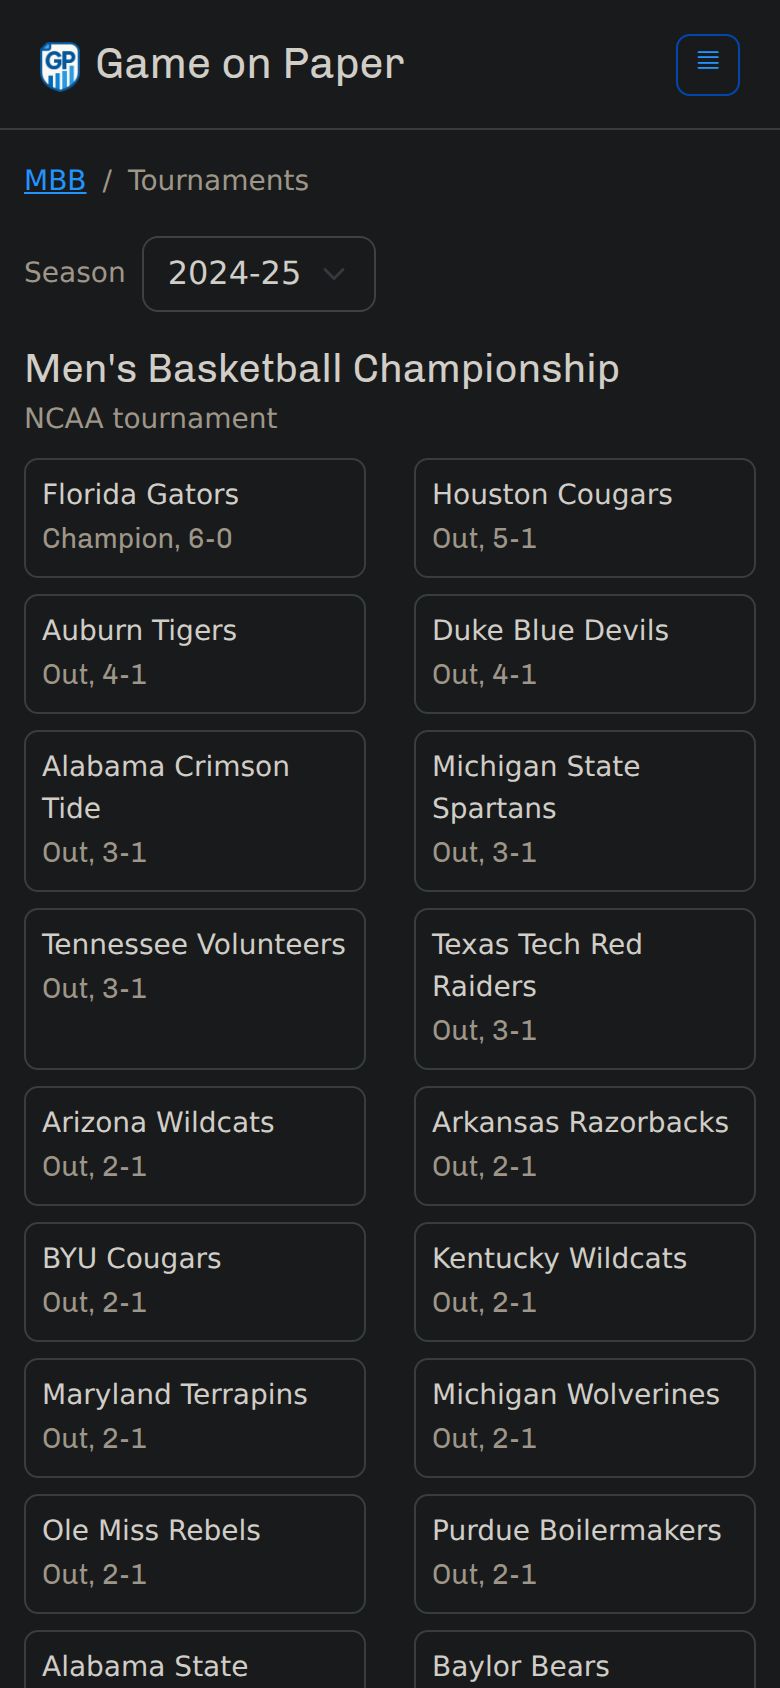 GP Game on Paper
MBB / Tournaments
Season 2024-25
Men's Basketball Championship
NCAA tournament
Florida Gators
Champion, 6-0
Houston Cougars
Out, 5-1
Auburn Tigers
Out, 4-1
Duke Blue Devils
Out, 4-1
Alabama Crimson
Tide
Out, 3-1
Michigan State
Spartans
Out, 3-1
Tennessee Volunteers
Out, 3-1
Texas Tech Red
Raiders
Out, 3-1
Arizona Wildcats
Out, 2-1
Arkansas Razorbacks
Out, 2-1
BYU Cougars
Out, 2-1
Kentucky Wildcats
Out, 2-1
Maryland Terrapins
Out, 2-1
Michigan Wolverines
Out, 2-1
Ole Miss Rebels
Out, 2-1
Purdue Boilermakers
Out, 2-1
Alabama State
Baylor Bears